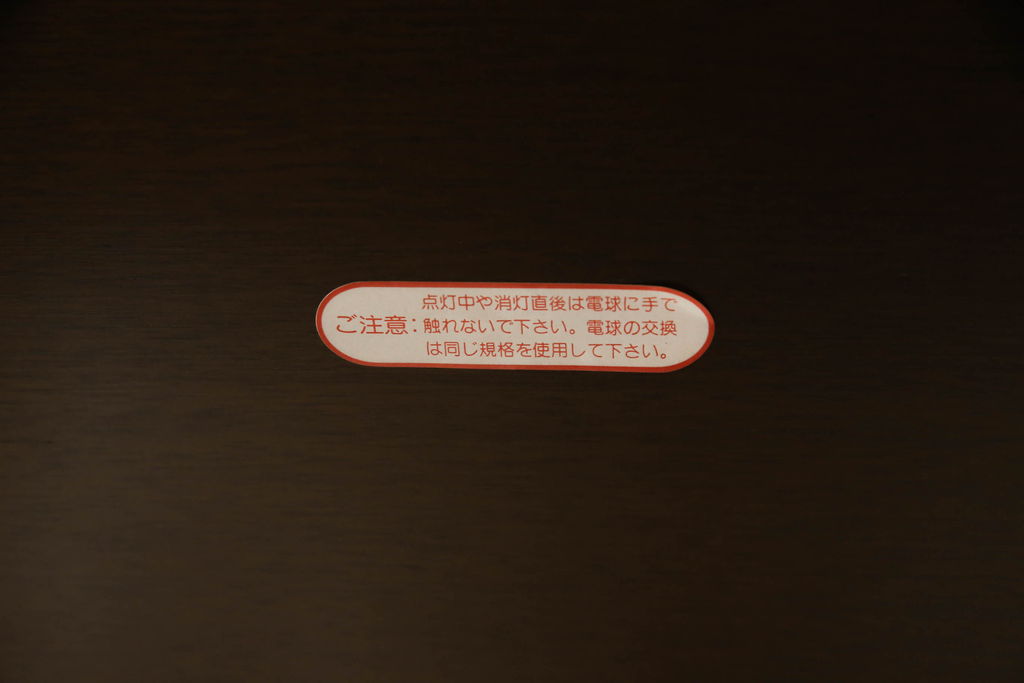 ご注意:
点灯中や消灯直後は電球に手で
触れないで下さい。電球の交換
は同じ規格を使用して下さい。